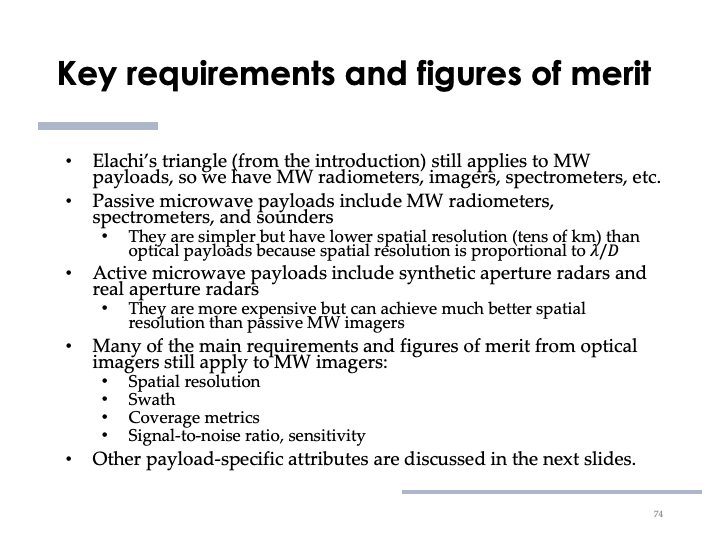 Key requirements and figures of merit
• Elachi’s triangle (from the introduction) still applies to MW
payloads, so we have MW radiometers, imagers, spectrometers, etc.
• Passive microwave payloads include MW radiometers,
spectrometers, and sounders
• They are simpler but have lower spatial resolution (tens of km) than
optical payloads because spatial resolution is proportional to 𝜆/𝐷
• Active microwave payloads include synthetic aperture radars and
real aperture radars
• They are more expensive but can achieve much better spatial
resolution than passive MW imagers
• Many of the main requirements and figures of merit from optical
imagers still apply to MW imagers:
• Spatial resolution
• Swath
• Coverage metrics
• Signal-to-noise ratio, sensitivity
• Other payload-specific attributes are discussed in the next slides.
74